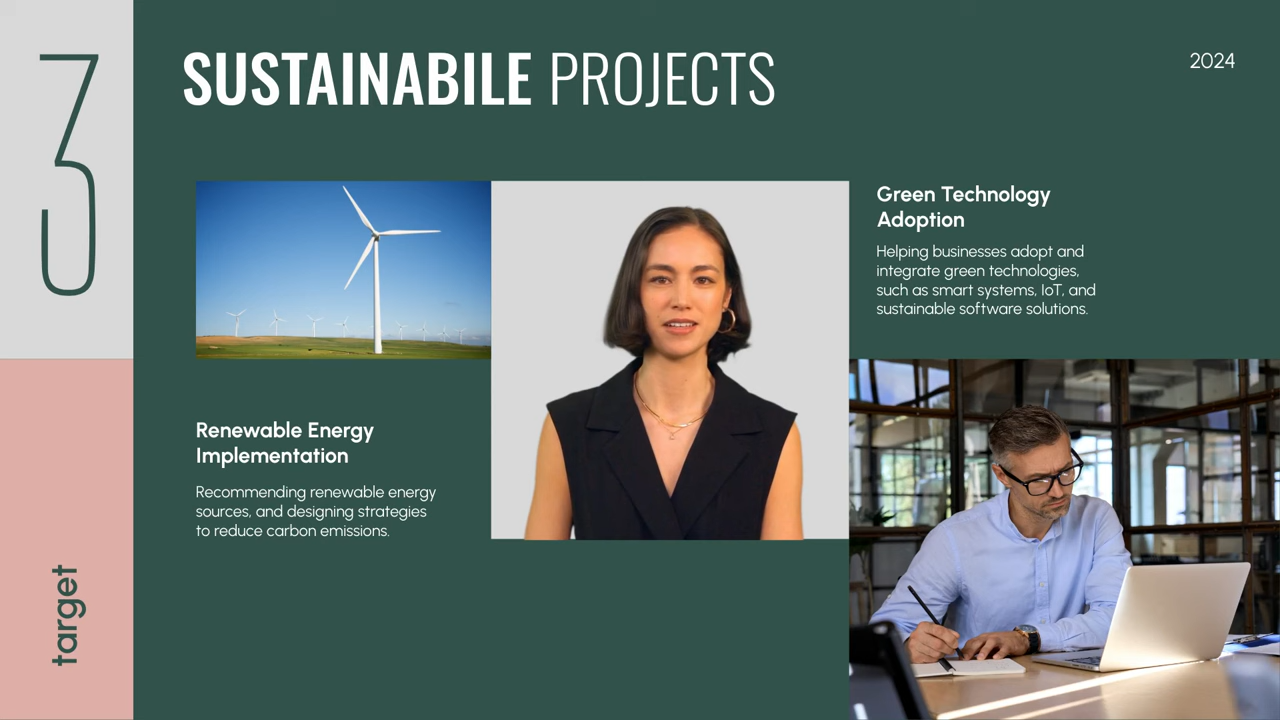 3
SUSTAINABILE PROJECTS
2024
Green Technology
Adoption
Helping businesses adopt and
integrate green technologies,
such as smart systems, IoT, and
sustainable software solutions.
Renewable Energy
Implementation
Recommending renewable energy
sources, and designing strategies
to reduce carbon emissions.
target